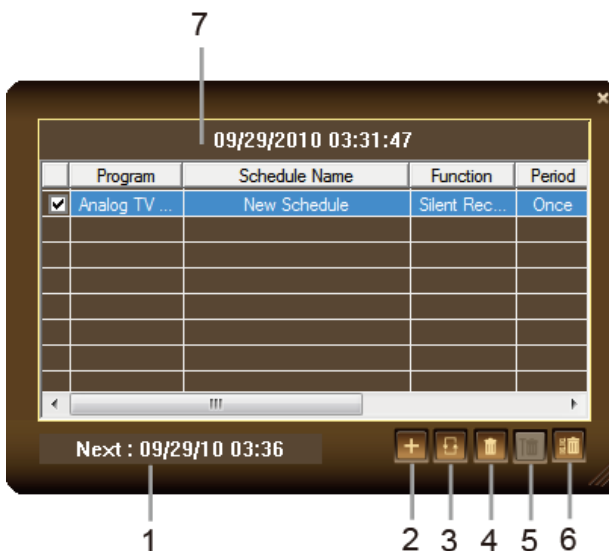 7
09/29/2010 03:31:47
Program Schedule Name Function Period
Analog TV ... New Schedule Silent Rec... Once
Next : 09/29/10 03:36
1 2 3 4 5 6